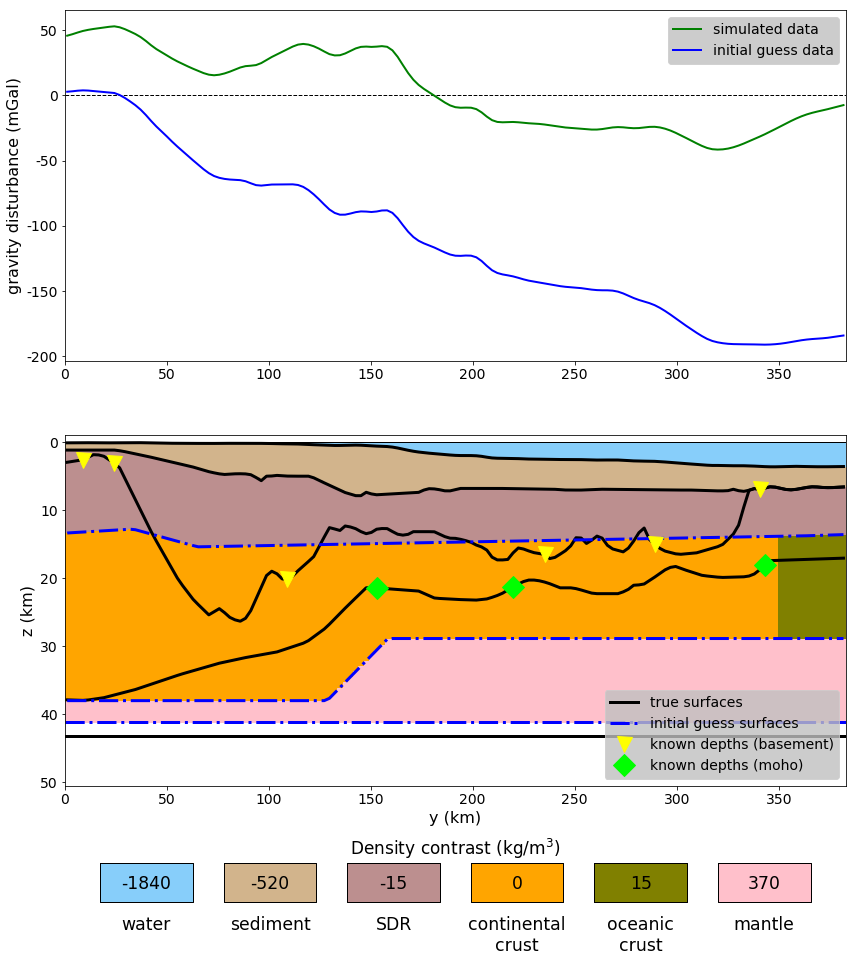 50
0
-50
-100
-150
-200
gravity disturbance (mGal)
simulated data
initial guess data
0 50 100 150 200 250 300 350
0
10
20
30
40
50
z (km)
true surfaces
initial guess surfaces
known depths (basement)
known depths (moho)
0 50 100 150 200 250 300 350
y (km)
Density contrast (kg/m³)
-1840 -520 -15 0 15 370
water sediment SDR continental oceanic mantle
crust crust